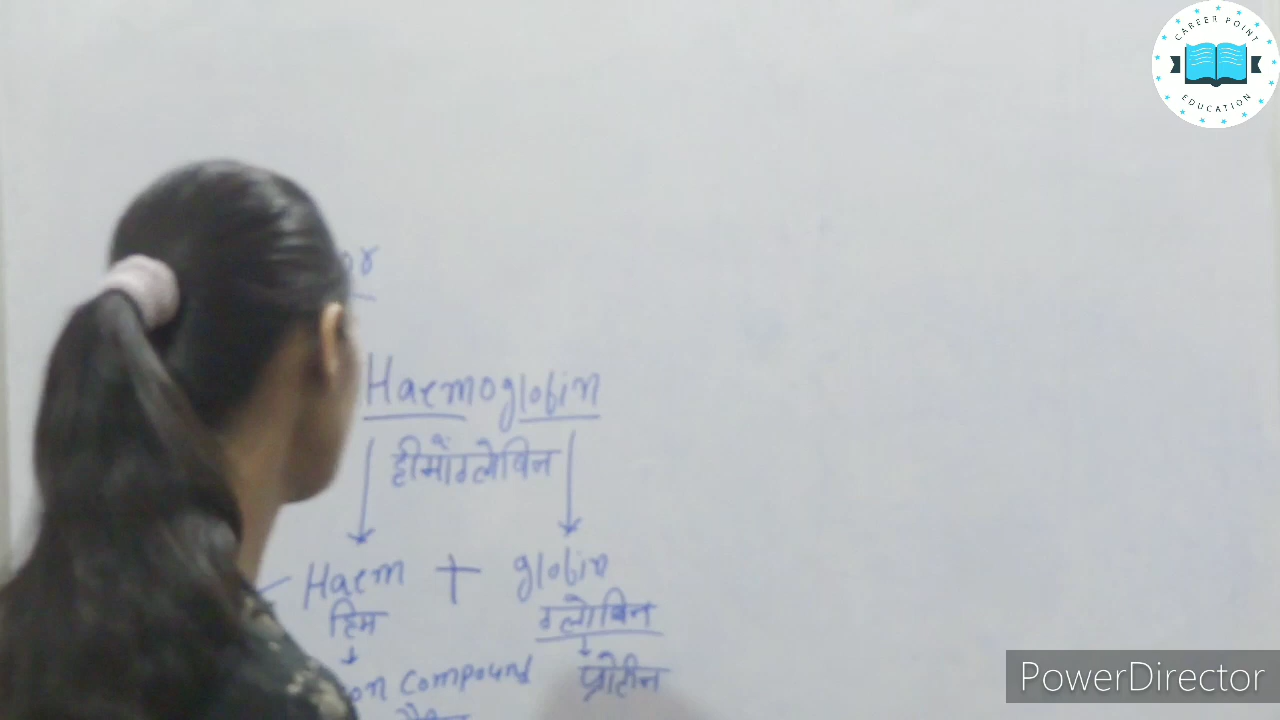 CAREER POINT
EDUCATION
Haemoglobin
हीमोंग्लोबिन
Haem + globin
हिम ग्लोबिन
on compound प्रोटीन
PowerDirector